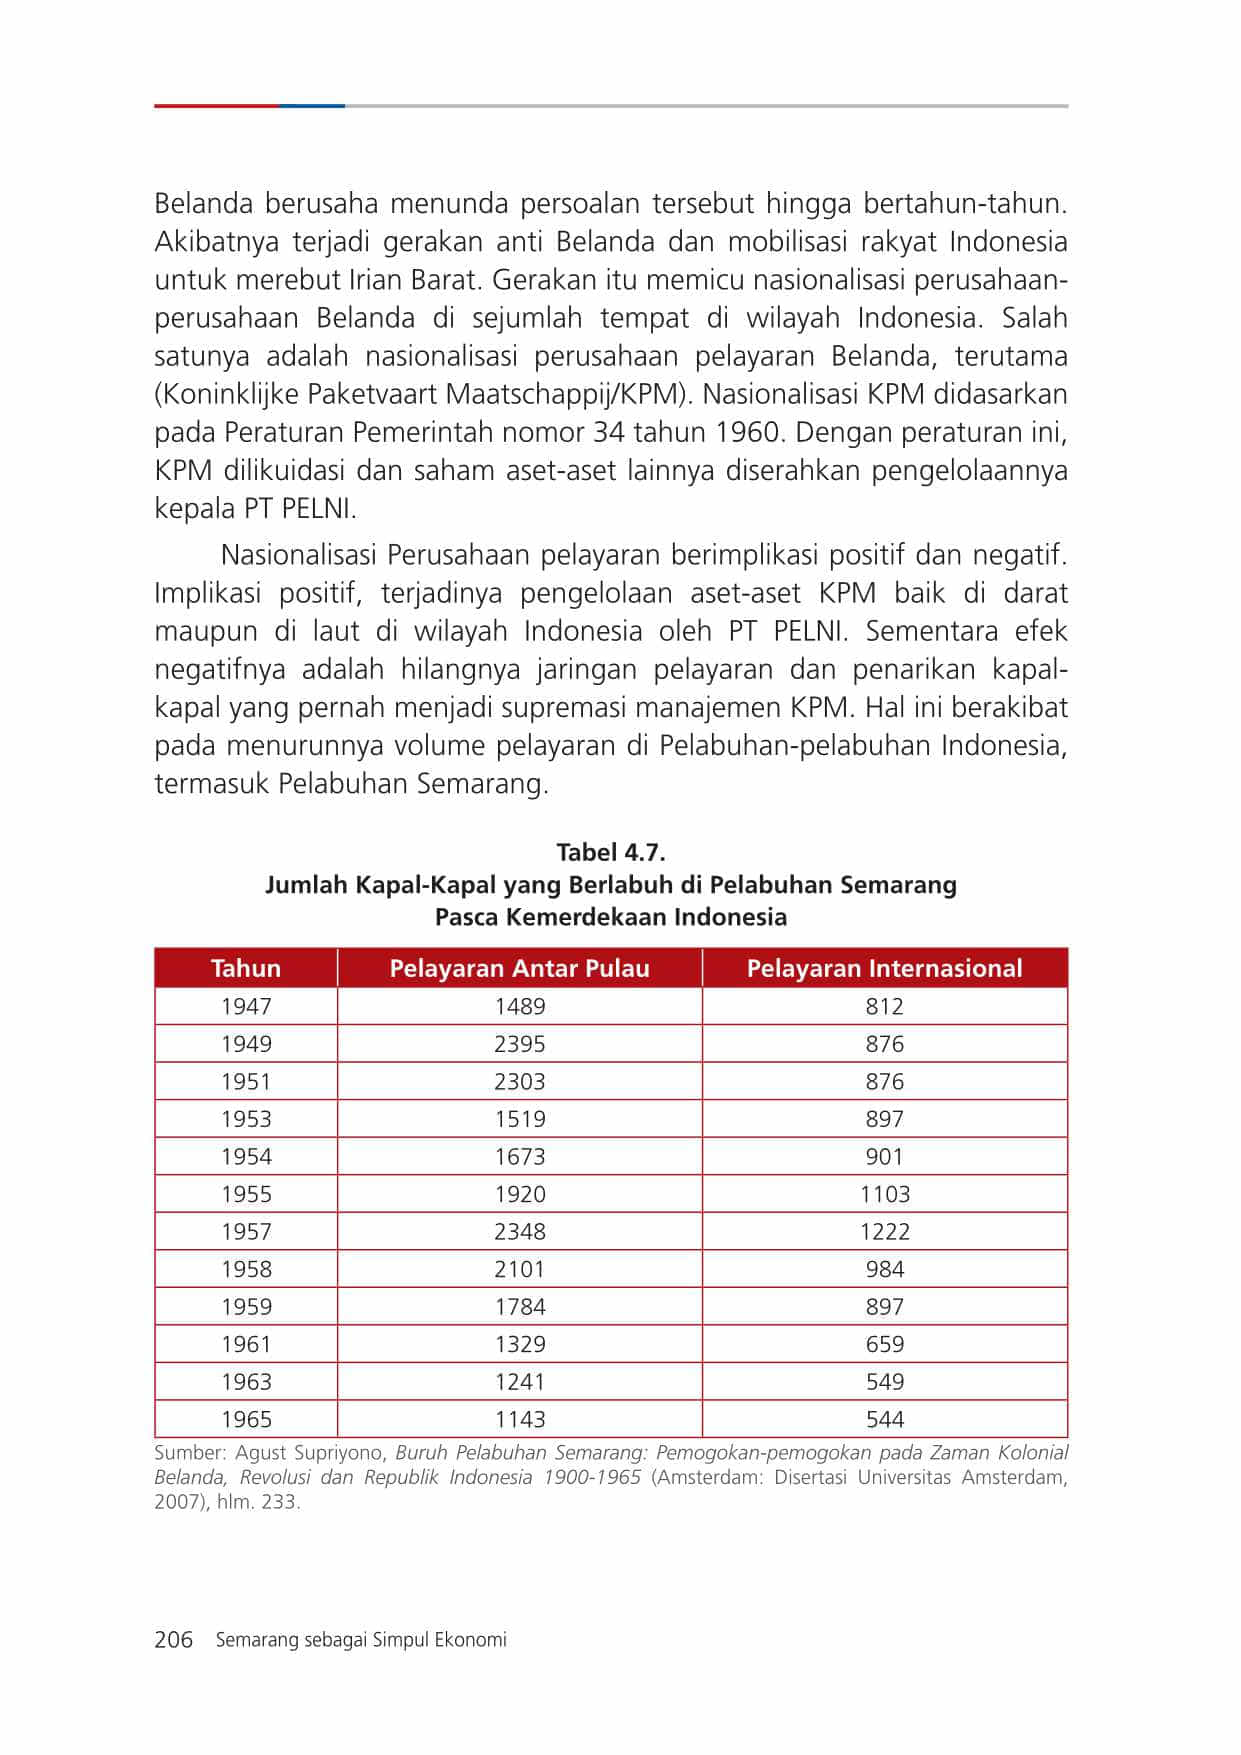 Belanda berusaha menunda persoalan tersebut hingga bertahun-tahun.
Akibatnya terjadi gerakan anti Belanda dan mobilisasi rakyat Indonesia
untuk merebut Irian Barat. Gerakan itu memicu nasionalisasi perusahaan-
perusahaan Belanda di sejumlah tempat di wilayah Indonesia. Salah
satunya adalah nasionalisasi perusahaan pelayaran Belanda, terutama
(Koninklijke Paketvaart Maatschappij/KPM). Nasionalisasi KPM didasarkan
pada Peraturan Pemerintah nomor 34 tahun 1960. Dengan peraturan ini,
KPM dilikuidasi dan saham aset-aset lainnya diserahkan pengelolaannya
kepala PT PELNI.
Nasionalisasi Perusahaan pelayaran berimplikasi positif dan negatif.
Implikasi positif, terjadinya pengelolaan aset-aset KPM baik di darat
maupun di laut di wilayah Indonesia oleh PT PELNI. Sementara efek
negatifnya adalah hilangnya jaringan pelayaran dan penarikan kapal-
kapal yang pernah menjadi supremasi manajemen KPM. Hal ini berakibat
pada menurunnya volume pelayaran di Pelabuhan-pelabuhan Indonesia,
termasuk Pelabuhan Semarang.
Tabel 4.7.
Jumlah Kapal-Kapal yang Berlabuh di Pelabuhan Semarang
Pasca Kemerdekaan Indonesia
Tahun Pelayaran Antar Pulau Pelayaran Internasional
1947 1489 812
1949 2395 876
1951 2303 876
1953 1519 897
1954 1673 901
1955 1920 1103
1957 2348 1222
1958 2101 984
1959 1784 897
1961 1329 659
1963 1241 549
1965 1143 544
Sumber: Agust Supriyono, Buruh Pelabuhan Semarang: Pemogokan-pemogokan pada Zaman Kolonial
Belanda, Revolusi dan Republik Indonesia 1900-1965 (Amsterdam: Disertasi Universitas Amsterdam,
2007), hlm. 233.
206 Semarang sebagai Simpul Ekonomi